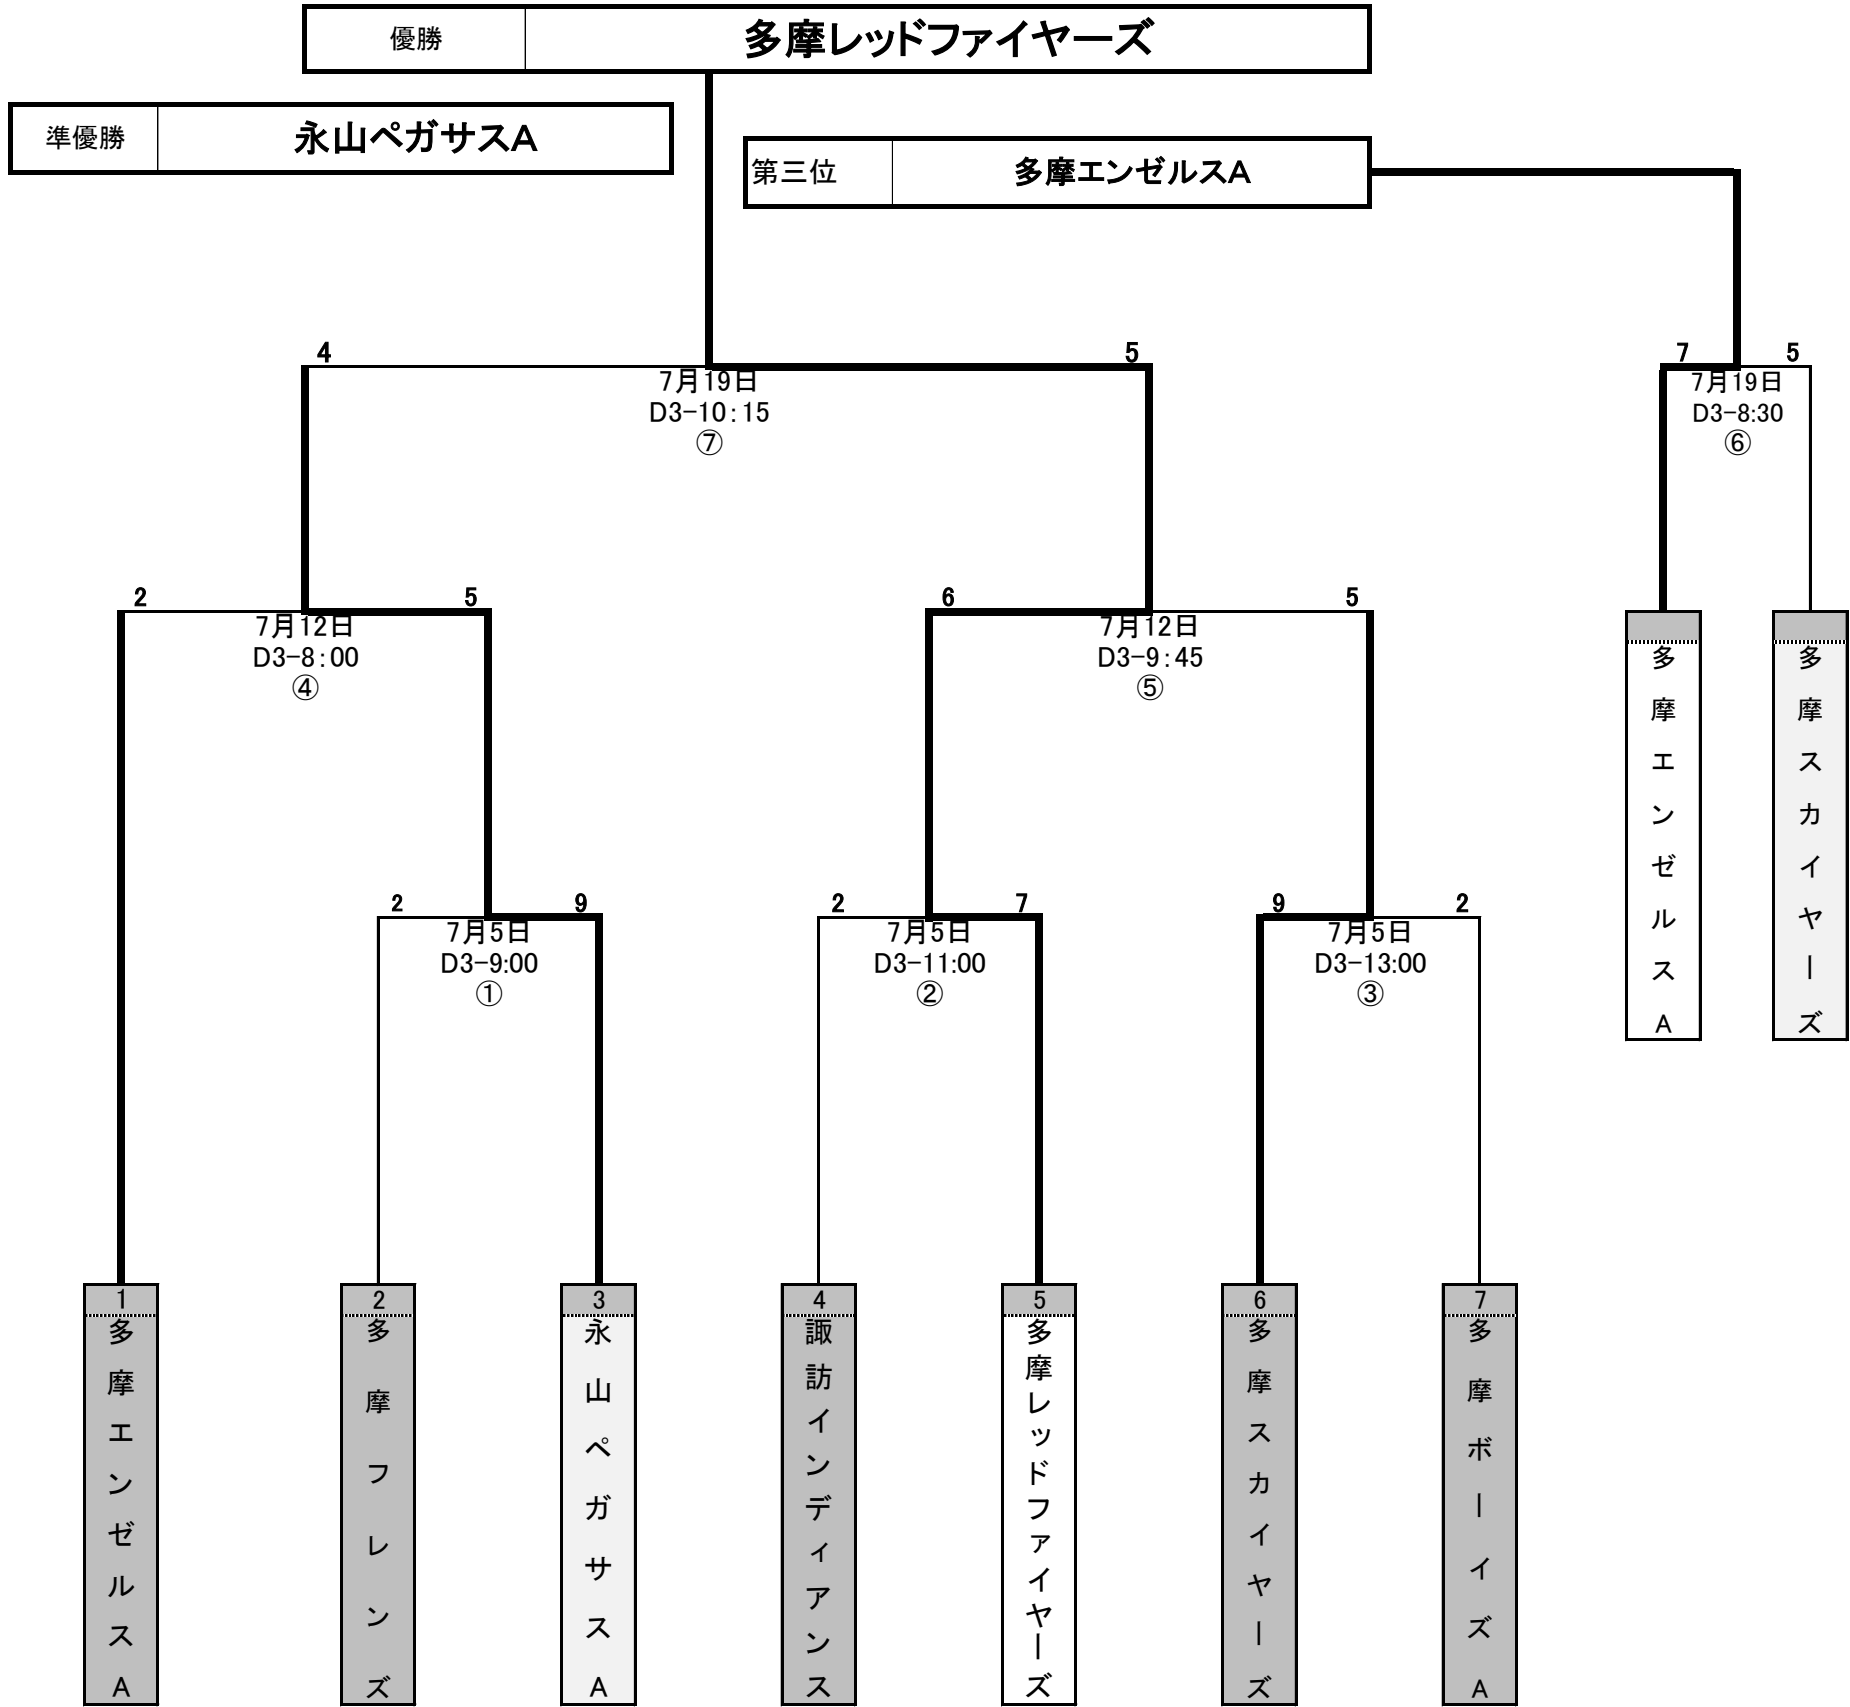 優勝 多摩レッドファイヤーズ
準優勝 永山ペガサスA
第三位 多摩エンゼルスA
4 5
7月19日
D3-10:15
⑦
7 5
7月19日
D3-8:30
⑥
2 5
7月12日
D3-8:00
④
6 5
7月12日
D3-9:45
⑤
多摩エンゼルスA
多摩スカイヤーズ
2 9
7月5日
D3-9:00
①
2 7
7月5日
D3-11:00
②
9 2
7月5日
D3-13:00
③
1
多摩エンゼルスA
2
多摩フレンズ
3
永山ペガサスA
4
諏訪インディアンス
5
多摩レッドファイヤーズ
6
多摩スカイヤーズ
7
多摩ボーイズA